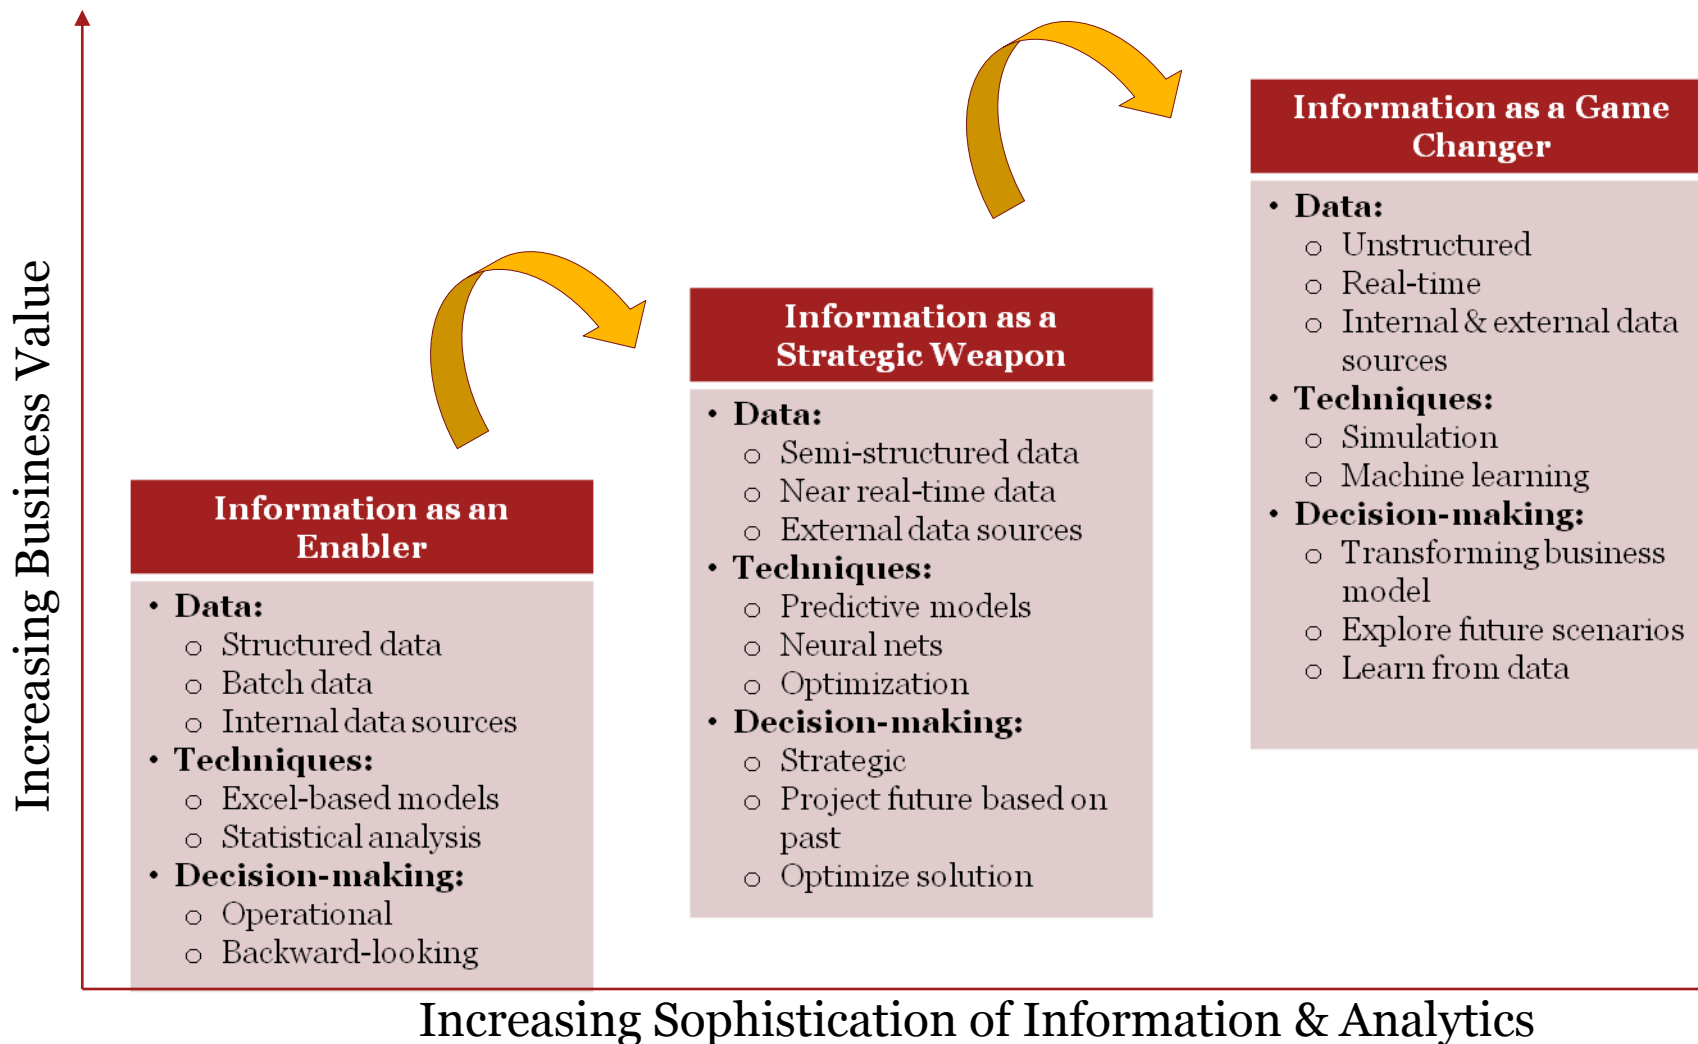 Increasing Business Value
Information as an
Enabler
• Data:
o Structured data
o Batch data
o Internal data sources
• Techniques:
o Excel-based models
o Statistical analysis
• Decision-making:
o Operational
o Backward-looking
Information as a
Strategic Weapon
• Data:
o Semi-structured data
o Near real-time data
o External data sources
• Techniques:
o Predictive models
o Neural nets
o Optimization
• Decision-making:
o Strategic
o Project future based on
past
o Optimize solution
Information as a Game
Changer
• Data:
o Unstructured
o Real-time
o Internal & external data
sources
• Techniques:
o Simulation
o Machine learning
• Decision-making:
o Transforming business
model
o Explore future scenarios
o Learn from data
Increasing Sophistication of Information & Analytics